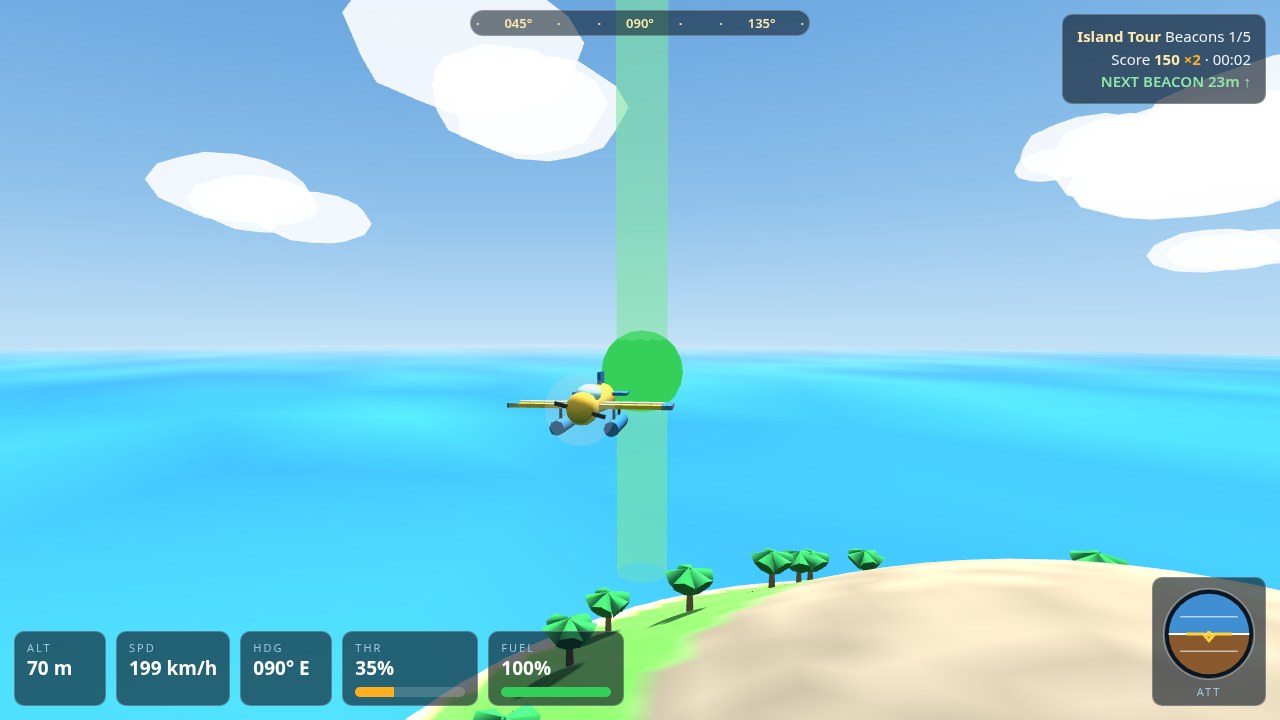 · 045° · · 090° · · 135° ·
Island Tour Beacons 1/5
Score 150 ×2 · 00:02
NEXT BEACON 23m ↑
ALT
70 m
SPD
199 km/h
HDG
090° E
THR
35%
FUEL
100%
ATT